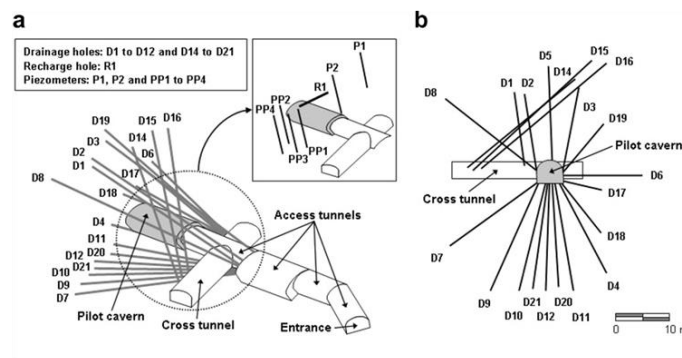 a
Drainage holes: D1 to D12 and D14 to D21
Recharge hole: R1
Piezometers: P1, P2 and PP1 to PP4
P1
P2
R1
PP2
PP4
PP1
PP3
D19
D15
D16
D3
D14
D2
D6
D1
D8
D17
D18
D4
D11
D12
D20
D21
D10
D9
D7
Access tunnels
Pilot cavern
Cross tunnel
Entrance
b
D5
D15
D14
D16
D8
D1
D2
D3
D19
Pilot cavern
Cross tunnel
D6
D17
D18
D7
D4
D9
D21
D20
D10
D12
D11
0